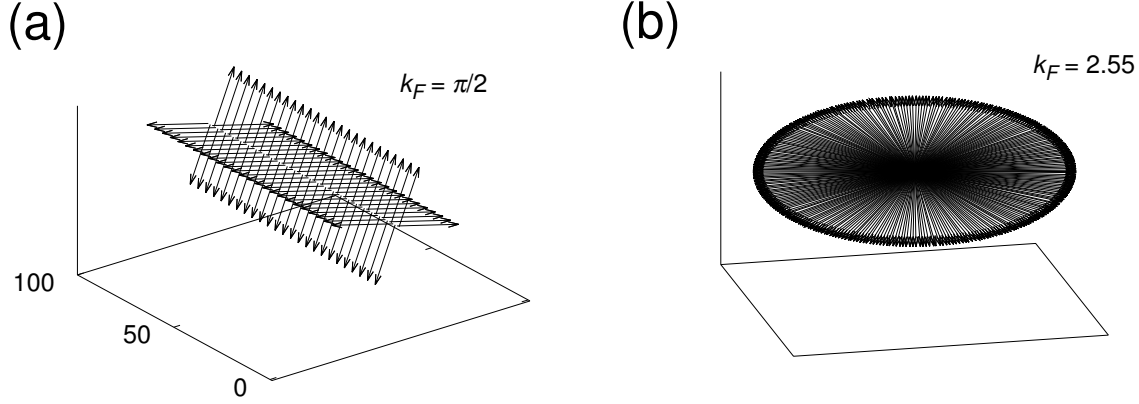 (a)
k_F = π/2
100
50
0
(b)
k_F = 2.55